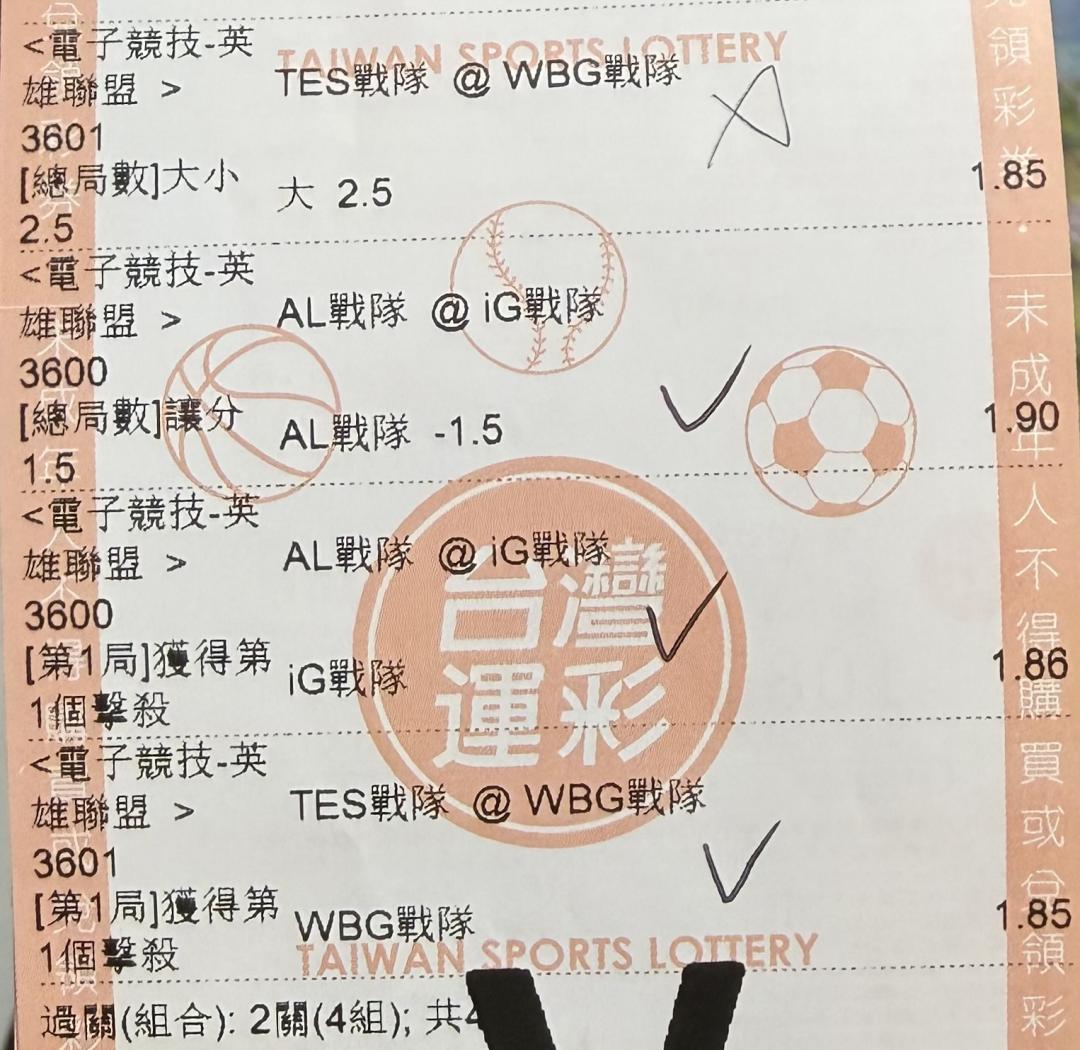 TAIWAN SPORTS LOTTERY
<電子競技-英
雄聯盟 >
TES戰隊 @ WBG戰隊
3601
[總局數]大小
2.5
大 2.5
1.85
<電子競技-英
雄聯盟 >
AL戰隊 @ iG戰隊
3600
[總局數]讓分
1.5
AL戰隊 -1.5
1.90
<電子競技-英
雄聯盟 >
AL戰隊 @ iG戰隊
3600
[第1局]獲得第
1個擊殺
iG戰隊
1.86
台灣
運彩
<電子競技-英
雄聯盟 >
TES戰隊 @ WBG戰隊
3601
[第1局]獲得第
1個擊殺
WBG戰隊
1.85
TAIWAN SPORTS LOTTERY
過關(組合): 2關(4組); 共4
領彩券。未成年人不得購買或兌領彩